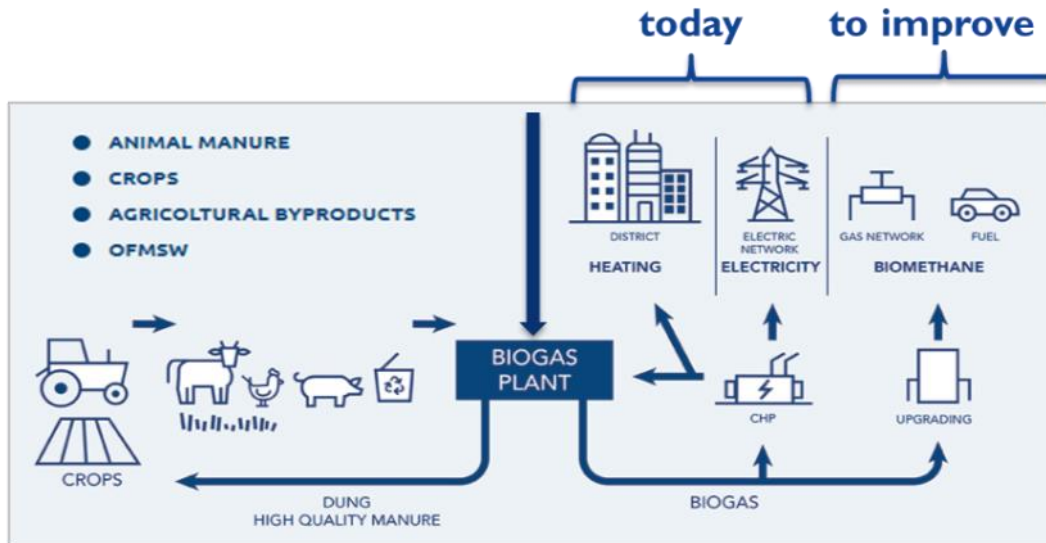 today
to improve
ANIMAL MANURE
CROPS
AGRICOLTURAL BYPRODUCTS
OFMSW
DISTRICT
HEATING
ELECTRIC
NETWORK
ELECTRICITY
GAS NETWORK
FUEL
BIOMETHANE
BIOGAS
PLANT
CHP
UPGRADING
CROPS
DUNG
HIGH QUALITY MANURE
BIOGAS